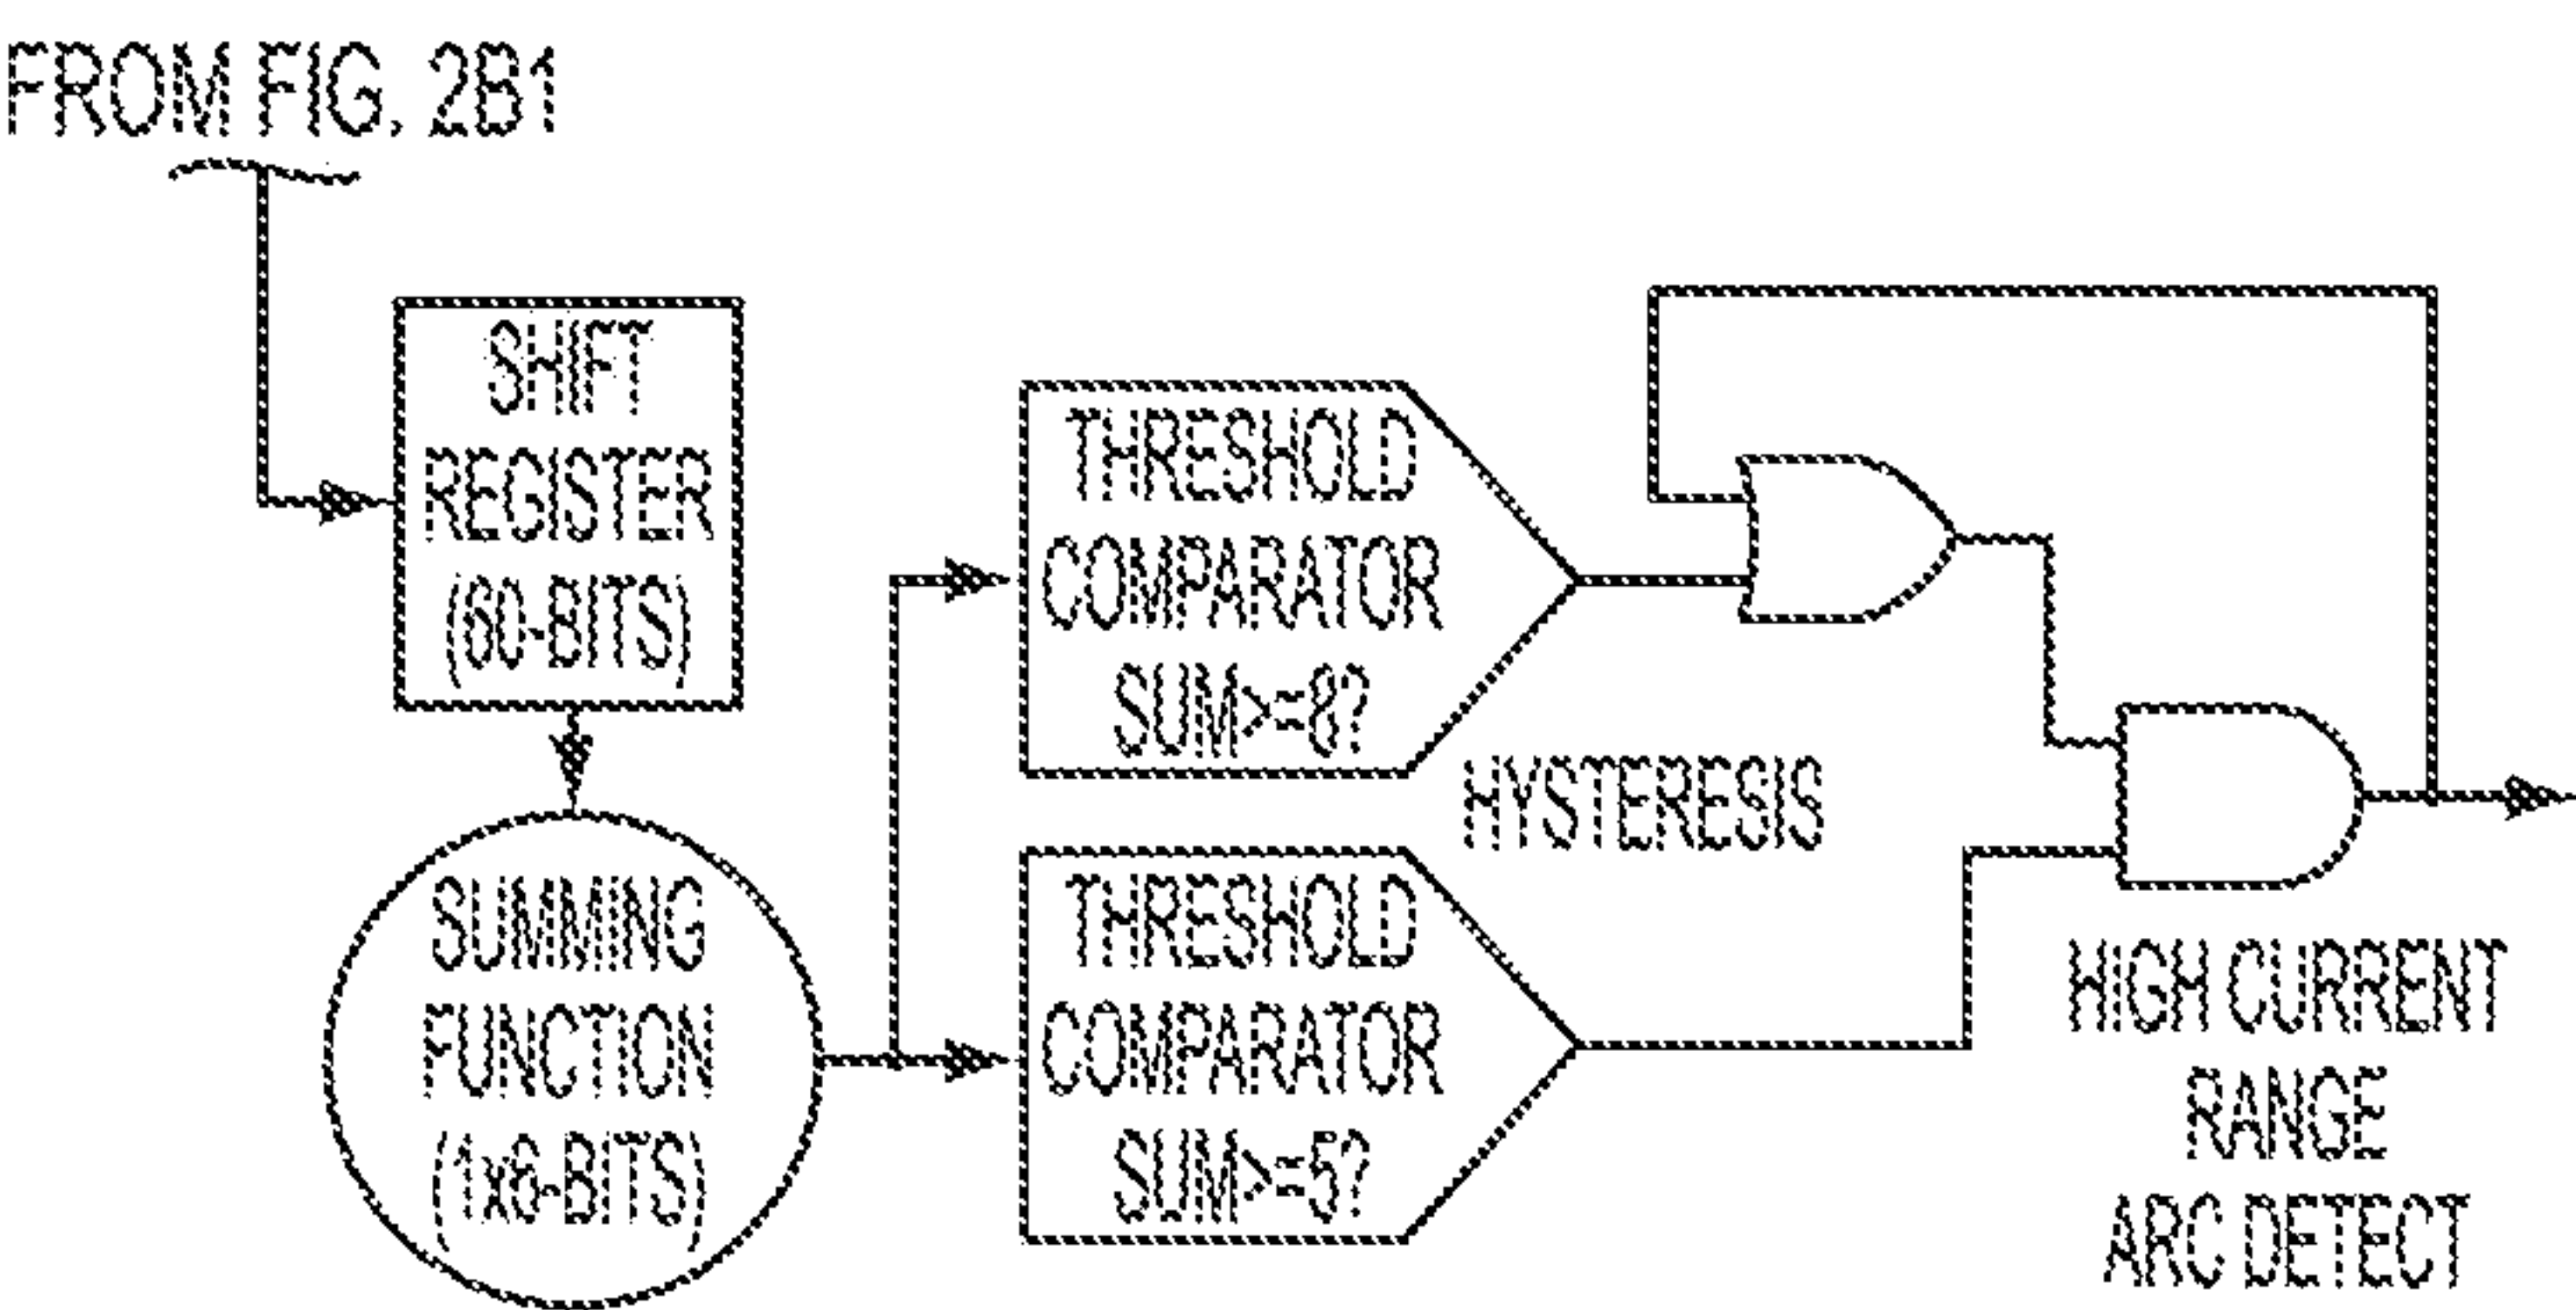 FROM FIG. 2B1
SHIFT
REGISTER
(60-BITS)
SUMMING
FUNCTION
(1x6-BITS)
THRESHOLD
COMPARATOR
SUM>=8?
HYSTERESIS
THRESHOLD
COMPARATOR
SUM>=5?
HIGH CURRENT
RANGE
ARC DETECT